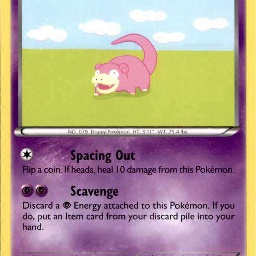 NO. 079 Dopey Pokémon HT: 3'11" WT: 79.4 lbs.
Spacing Out
Flip a coin. If heads, heal 10 damage from this Pokémon.
Scavenge
Discard a Energy attached to this Pokémon. If you
do, put an Item card from your discard pile into your
hand.